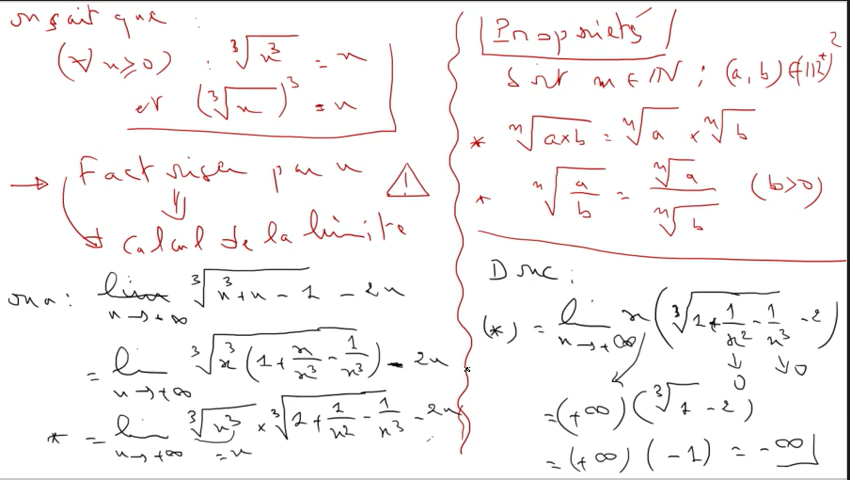 on sait que :
(∀ x ≥ 0) : ∛(x³) = x
et (∛x)³ = x
→ Factoriser par x
⇓
→ calcul de la limite
on a : lim x→+∞ ∛(x³ + x - 1) - 2x
= lim x→+∞ ∛(x³(1 + x/x³ - 1/x³)) - 2x
* = lim x→+∞ ∛(x³) × ∛(1 + 1/x² - 1/x³) - 2x
= x
Propriétés
Soit n ∈ ℕ ; (a, b) ∈ (ℝ⁺)²
* ⁿ√(a×b) = ⁿ√a × ⁿ√b
* ⁿ√(a/b) = ⁿ√a / ⁿ√b (b>0)
Donc :
(*) = lim x→+∞ x(∛(1 + 1/x² - 1/x³) - 2)
↓ 0 ↘ 0
= (+∞)(∛1 - 2)
= (+∞)(-1) = -∞